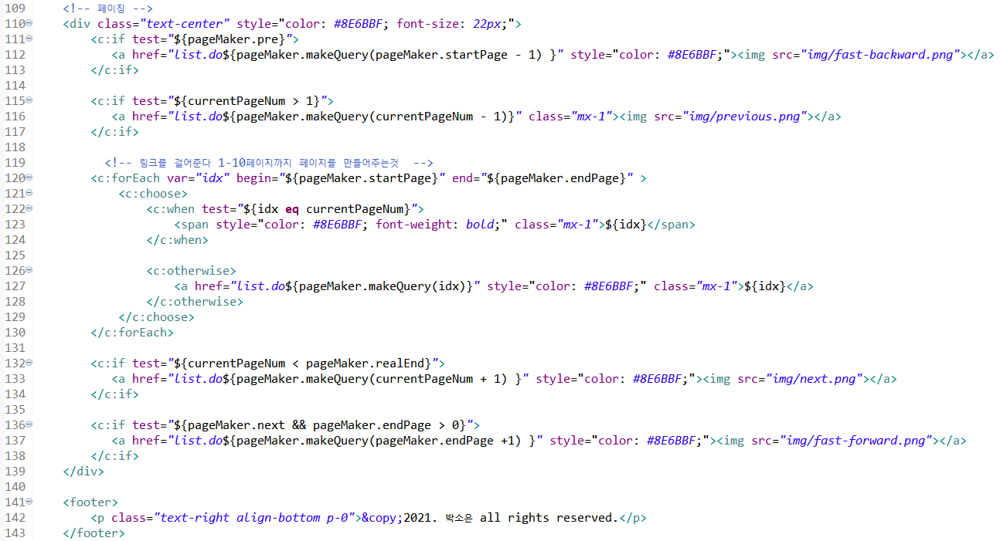 109 <!-- 페이징 -->
110 <div class="text-center" style="color: #8E6BBF; font-size: 22px;">
111 <c:if test="${pageMaker.pre}">
112 <a href="list.do${pageMaker.makeQuery(pageMaker.startPage - 1) }" style="color: #8E6BBF;"><img src="img/fast-backward.png"></a>
113 </c:if>
114
115 <c:if test="${currentPageNum > 1}">
116 <a href="list.do${pageMaker.makeQuery(currentPageNum - 1)}" class="mx-1"><img src="img/previous.png"></a>
117 </c:if>
118
119 <!-- 링크를 걸어준다 1-10페이지까지 페이지를 만들어주는것  -->
120 <c:forEach var="idx" begin="${pageMaker.startPage}" end="${pageMaker.endPage}" >
121 <c:choose>
122 <c:when test="${idx eq currentPageNum}">
123 <span style="color: #8E6BBF; font-weight: bold;" class="mx-1">${idx}</span>
124 </c:when>
125
126 <c:otherwise>
127 <a href="list.do${pageMaker.makeQuery(idx)}" style="color: #8E6BBF;" class="mx-1">${idx}</a>
128 </c:otherwise>
129 </c:choose>
130 </c:forEach>
131
132 <c:if test="${currentPageNum < pageMaker.realEnd}">
133 <a href="list.do${pageMaker.makeQuery(currentPageNum + 1) }" style="color: #8E6BBF;"><img src="img/next.png"></a>
134 </c:if>
135
136 <c:if test="${pageMaker.next && pageMaker.endPage > 0}">
137 <a href="list.do${pageMaker.makeQuery(pageMaker.endPage +1) }" style="color: #8E6BBF;"><img src="img/fast-forward.png"></a>
138 </c:if>
139 </div>
140
141 <footer>
142 <p class="text-right align-bottom p-0">&copy;2021. 박소은 all rights reserved.</p>
143 </footer>